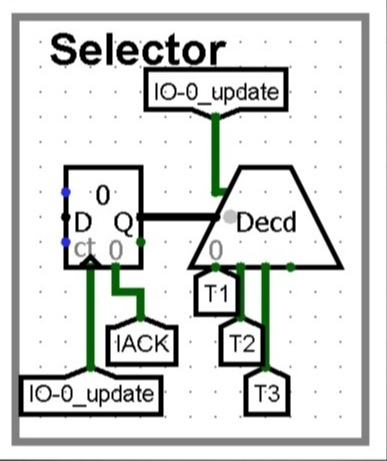 Selector
IO-0_update
0
D Q Decd
ct 0 0
T1
IACK T2
IO-0_update T3